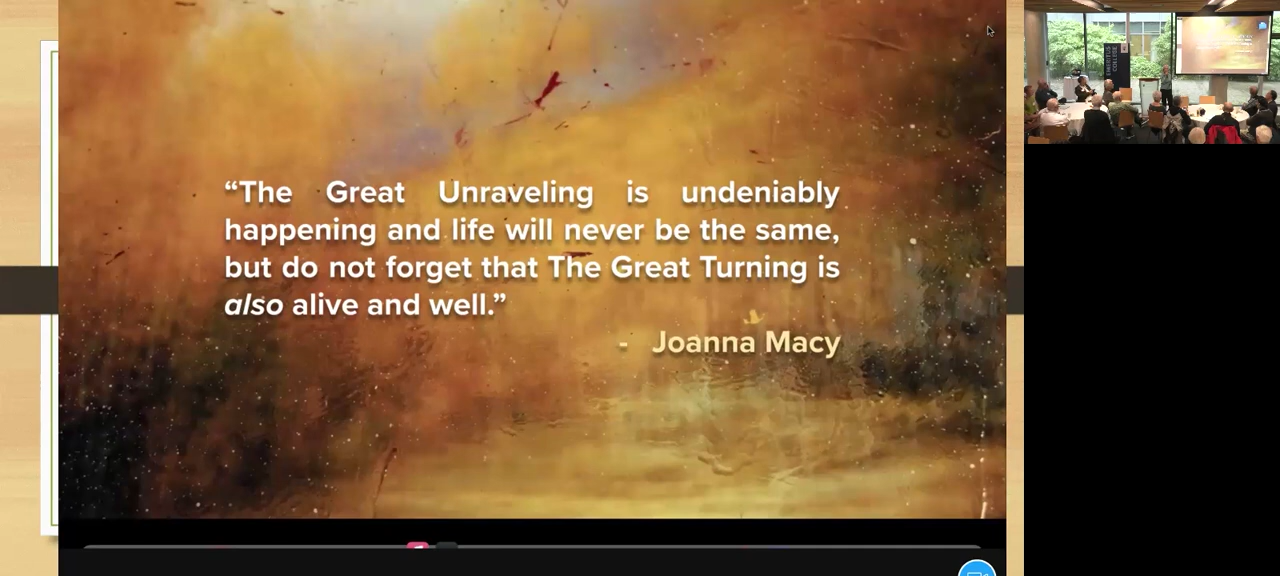 “The Great Unraveling is undeniably
happening and life will never be the same,
but do not forget that The Great Turning is
also alive and well.”
- Joanna Macy